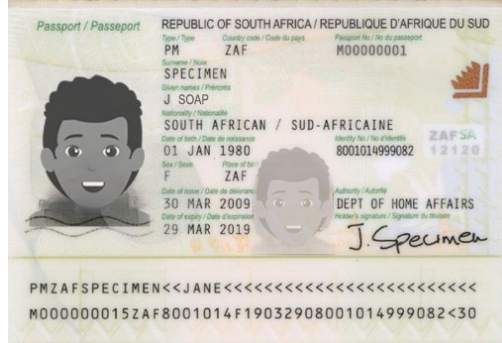 Passport / Passeport
REPUBLIC OF SOUTH AFRICA / REPUBLIQUE D'AFRIQUE DU SUD
Type / Type Country code / Code du pays Passport No / No du passeport
PM ZAF M00000001
Surname / Nom
SPECIMEN
Given names / Prénoms
J SOAP
Nationality / Nationalité
SOUTH AFRICAN / SUD-AFRICAINE
Date of birth / Date de naissance Identity No / No d'identité
01 JAN 1980 8001014999082
ZAFSA
12120
Sex / Sexe Place of
F ZAF
Date of issue / Date de Authority / Autorité
30 MAR 2009 DEPT OF HOME AFFAIRS
Date of expiry / Date d'expiration Holder's signature / Signature du titulaire
29 MAR 2019 J. Specimen
PMZAFSPECIMEN<<JANE<<<<<<<<<<<<<<<<<<<<<<<<<
M000000015ZAF8001014F19032908001014999082<30